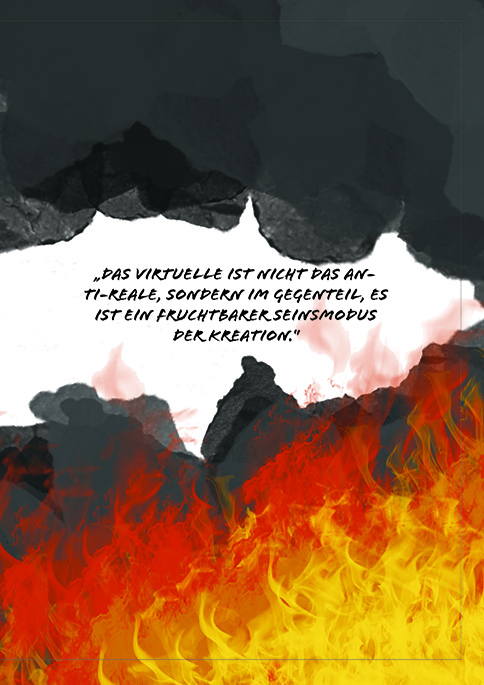 „DAS VIRTUELLE IST NICHT DAS AN-
TI-REALE, SONDERN IM GEGENTEIL, ES
IST EIN FRUCHTBARER SEINSMODUS
DER KREATION."